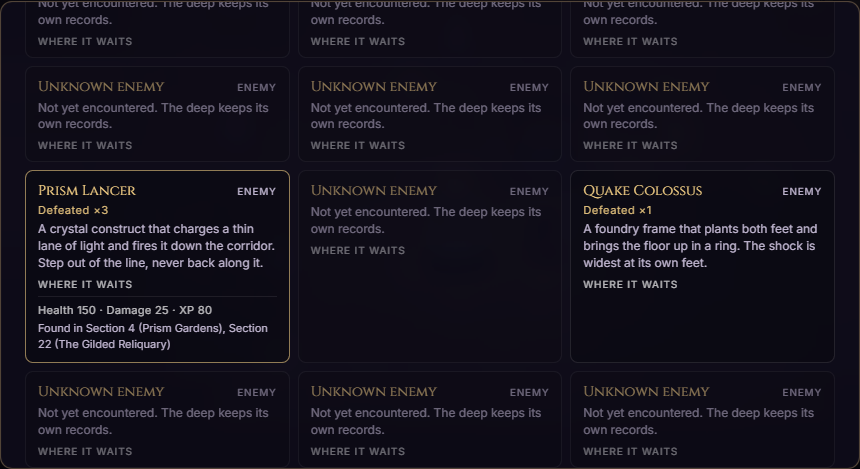 Not yet encountered. The deep keeps its
own records.
WHERE IT WAITS
Not yet encountered. The deep keeps its
own records.
WHERE IT WAITS
Not yet encountered. The deep keeps its
own records.
WHERE IT WAITS
Unknown enemy
ENEMY
Not yet encountered. The deep keeps its
own records.
WHERE IT WAITS
Unknown enemy
ENEMY
Not yet encountered. The deep keeps its
own records.
WHERE IT WAITS
Unknown enemy
ENEMY
Not yet encountered. The deep keeps its
own records.
WHERE IT WAITS
Prism Lancer
ENEMY
Defeated ×3
A crystal construct that charges a thin
lane of light and fires it down the corridor.
Step out of the line, never back along it.
WHERE IT WAITS
Health 150 · Damage 25 · XP 80
Found in Section 4 (Prism Gardens), Section
22 (The Gilded Reliquary)
Unknown enemy
ENEMY
Not yet encountered. The deep keeps its
own records.
WHERE IT WAITS
Quake Colossus
ENEMY
Defeated ×1
A foundry frame that plants both feet and
brings the floor up in a ring. The shock is
widest at its own feet.
WHERE IT WAITS
Unknown enemy
ENEMY
Not yet encountered. The deep keeps its
own records.
WHERE IT WAITS
Unknown enemy
ENEMY
Not yet encountered. The deep keeps its
own records.
WHERE IT WAITS
Unknown enemy
ENEMY
Not yet encountered. The deep keeps its
own records.
WHERE IT WAITS